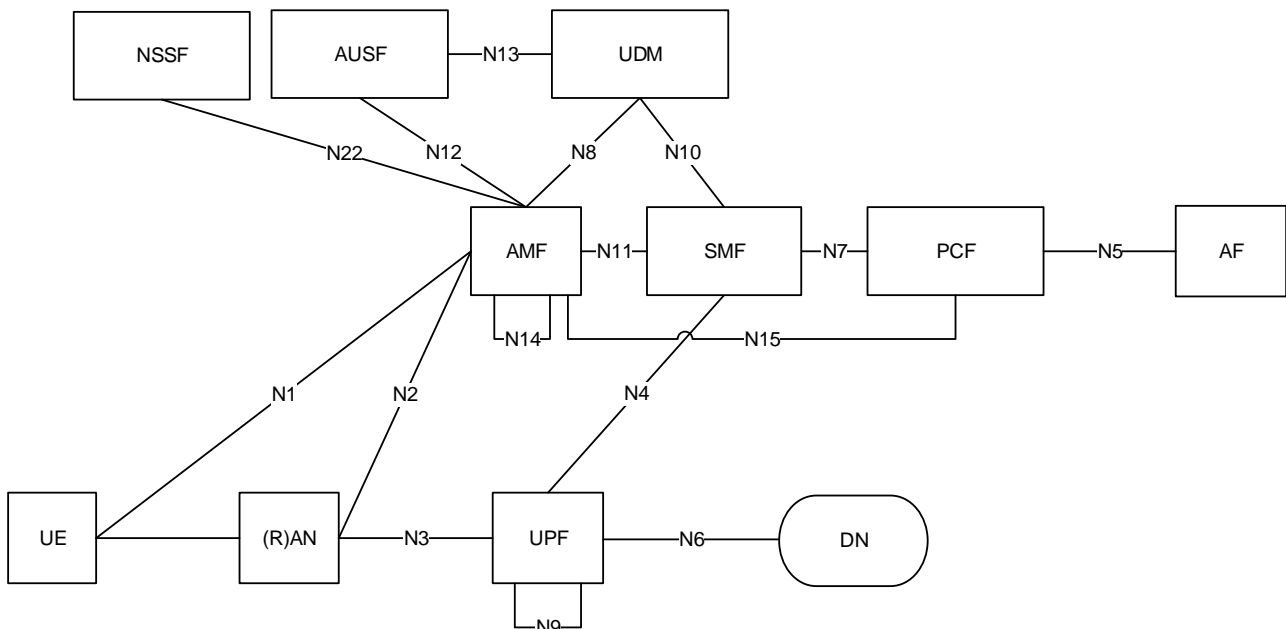 NSSF
AUSF
N13
UDM
N22
N12
N8
N10
AMF
N11
SMF
N7
PCF
N5
AF
N14
N15
N1
N2
N4
UE
(R)AN
N3
UPF
N6
DN
N9